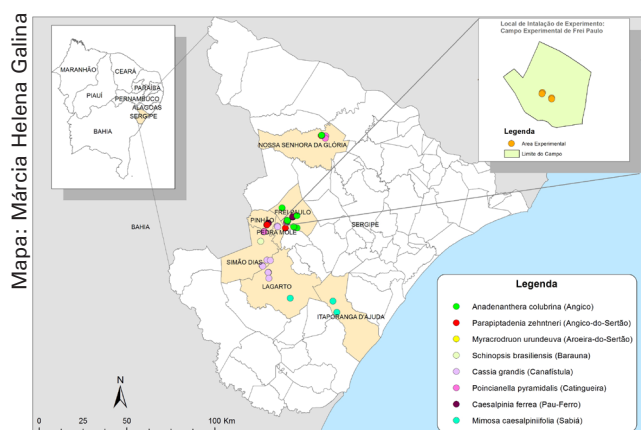 Mapa: Márcia Helena Galina
MARANHÃO
CEARÁ
PARAÍBA
PIAUÍ
PERNAMBUCO
ALAGOAS
SERGIPE
BAHIA
Local de Intalação de Experimento:
Campo Experimental de Frei Paulo
Legenda
Área Experimental
Limite do Campo
NOSSA SENHORA DA GLÓRIA
FREI PAULO
PINHÃO
PEDRA MOLE
BAHIA
SERGIPE
SIMÃO DIAS
LAGARTO
ITAPORANGA D'AJUDA
Legenda
Anadenanthera colubrina (Angico)
Parapiptadenia zehntneri (Angico-do-Sertão)
Myracrodruon urundeuva (Aroeira-do-Sertão)
Schinopsis brasiliensis (Barauna)
Cassia grandis (Canafístula)
Poincianella pyramidalis (Catingueira)
Caesalpinia ferrea (Pau-Ferro)
Mimosa caesalpiniifolia (Sabiá)
N
0 25 50 100 Km